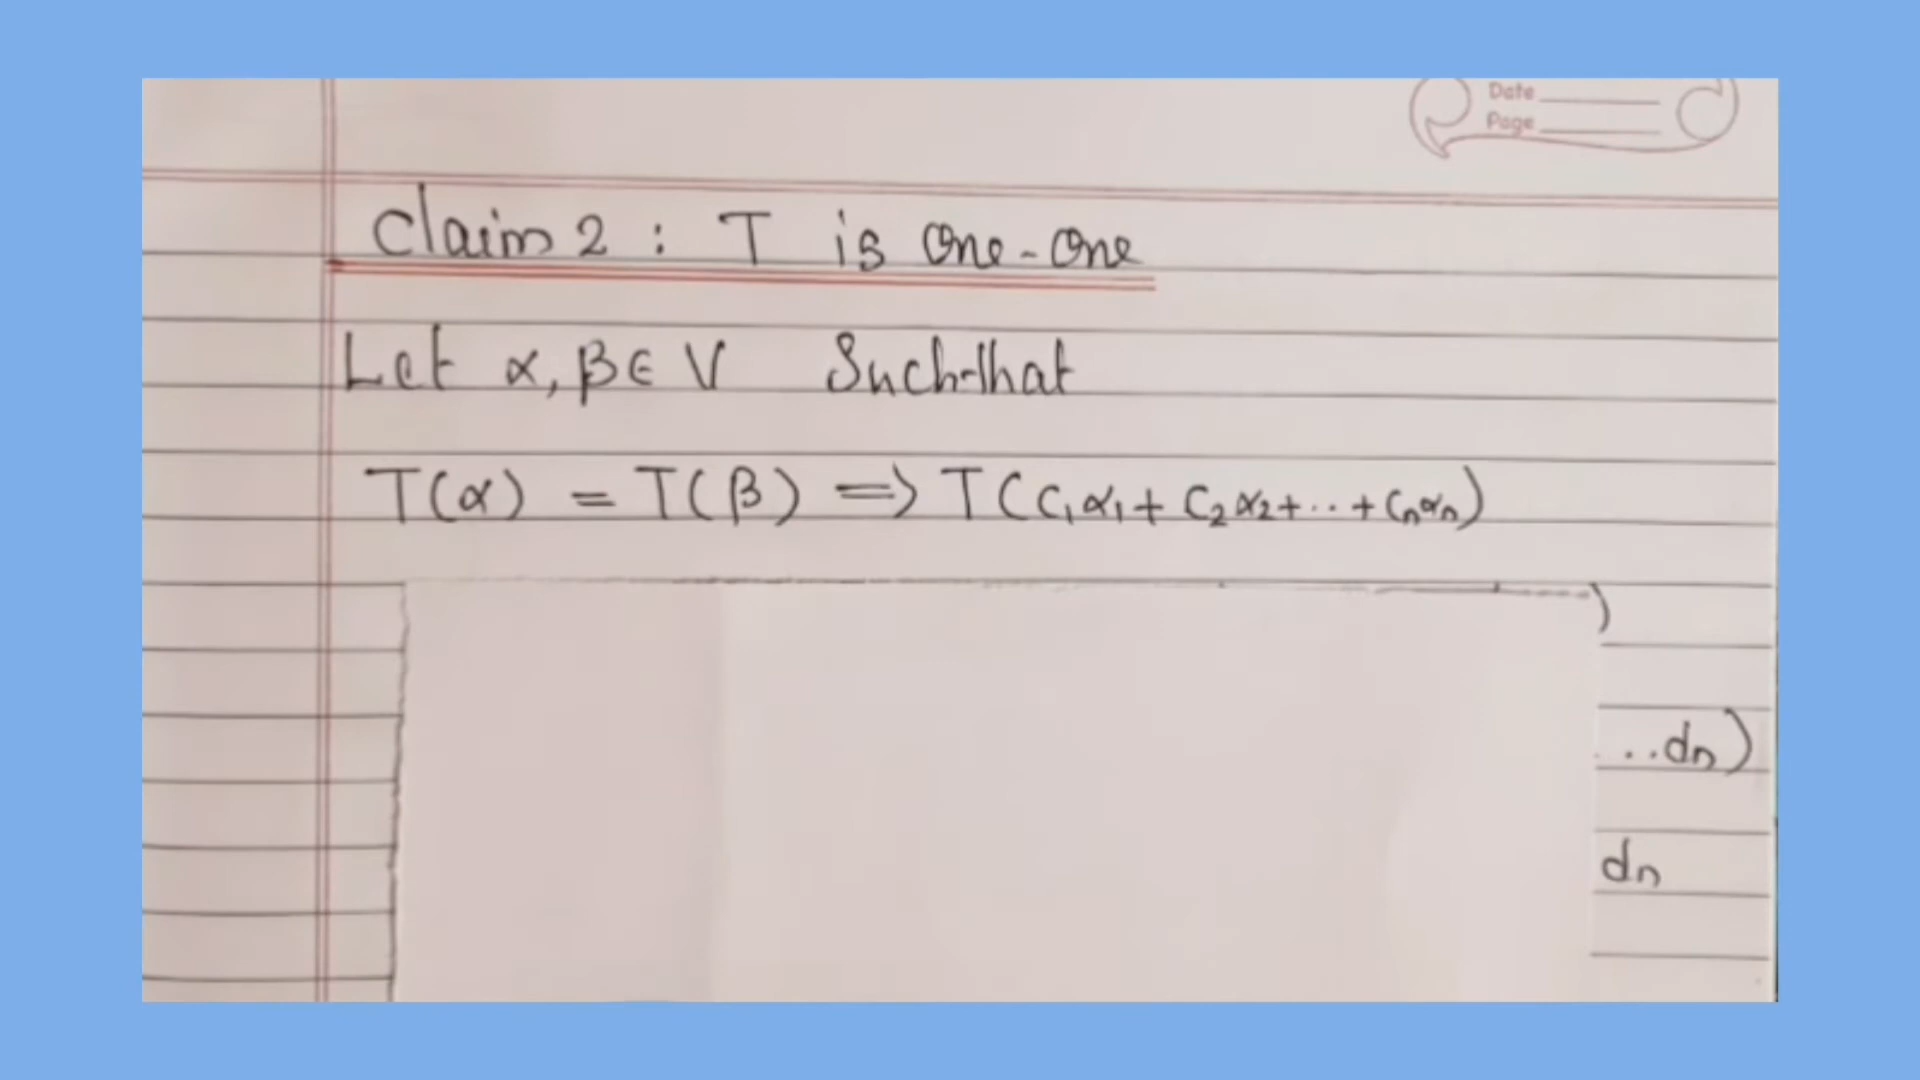 Date
Page
Claim 2 : T is one-one
Let α, β ∈ V Such that
T(α) = T(β) => T(c₁α₁ + c₂α₂ + .. + cₙαₙ)
)
...dₙ)
dₙ